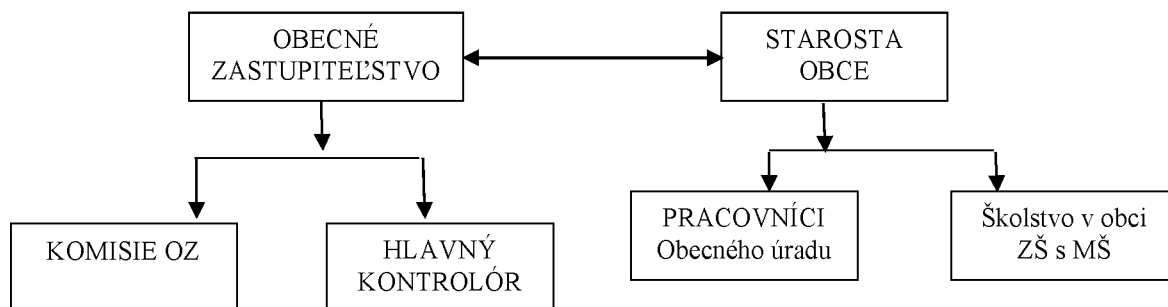 OBECNÉ
ZASTUPITEĽSTVO
STAROSTA
OBCE
KOMISIE OZ
HLAVNÝ
KONTROLÓR
PRACOVNÍCI
Obecného úradu
Školstvo v obci
ZŠ s MŠ